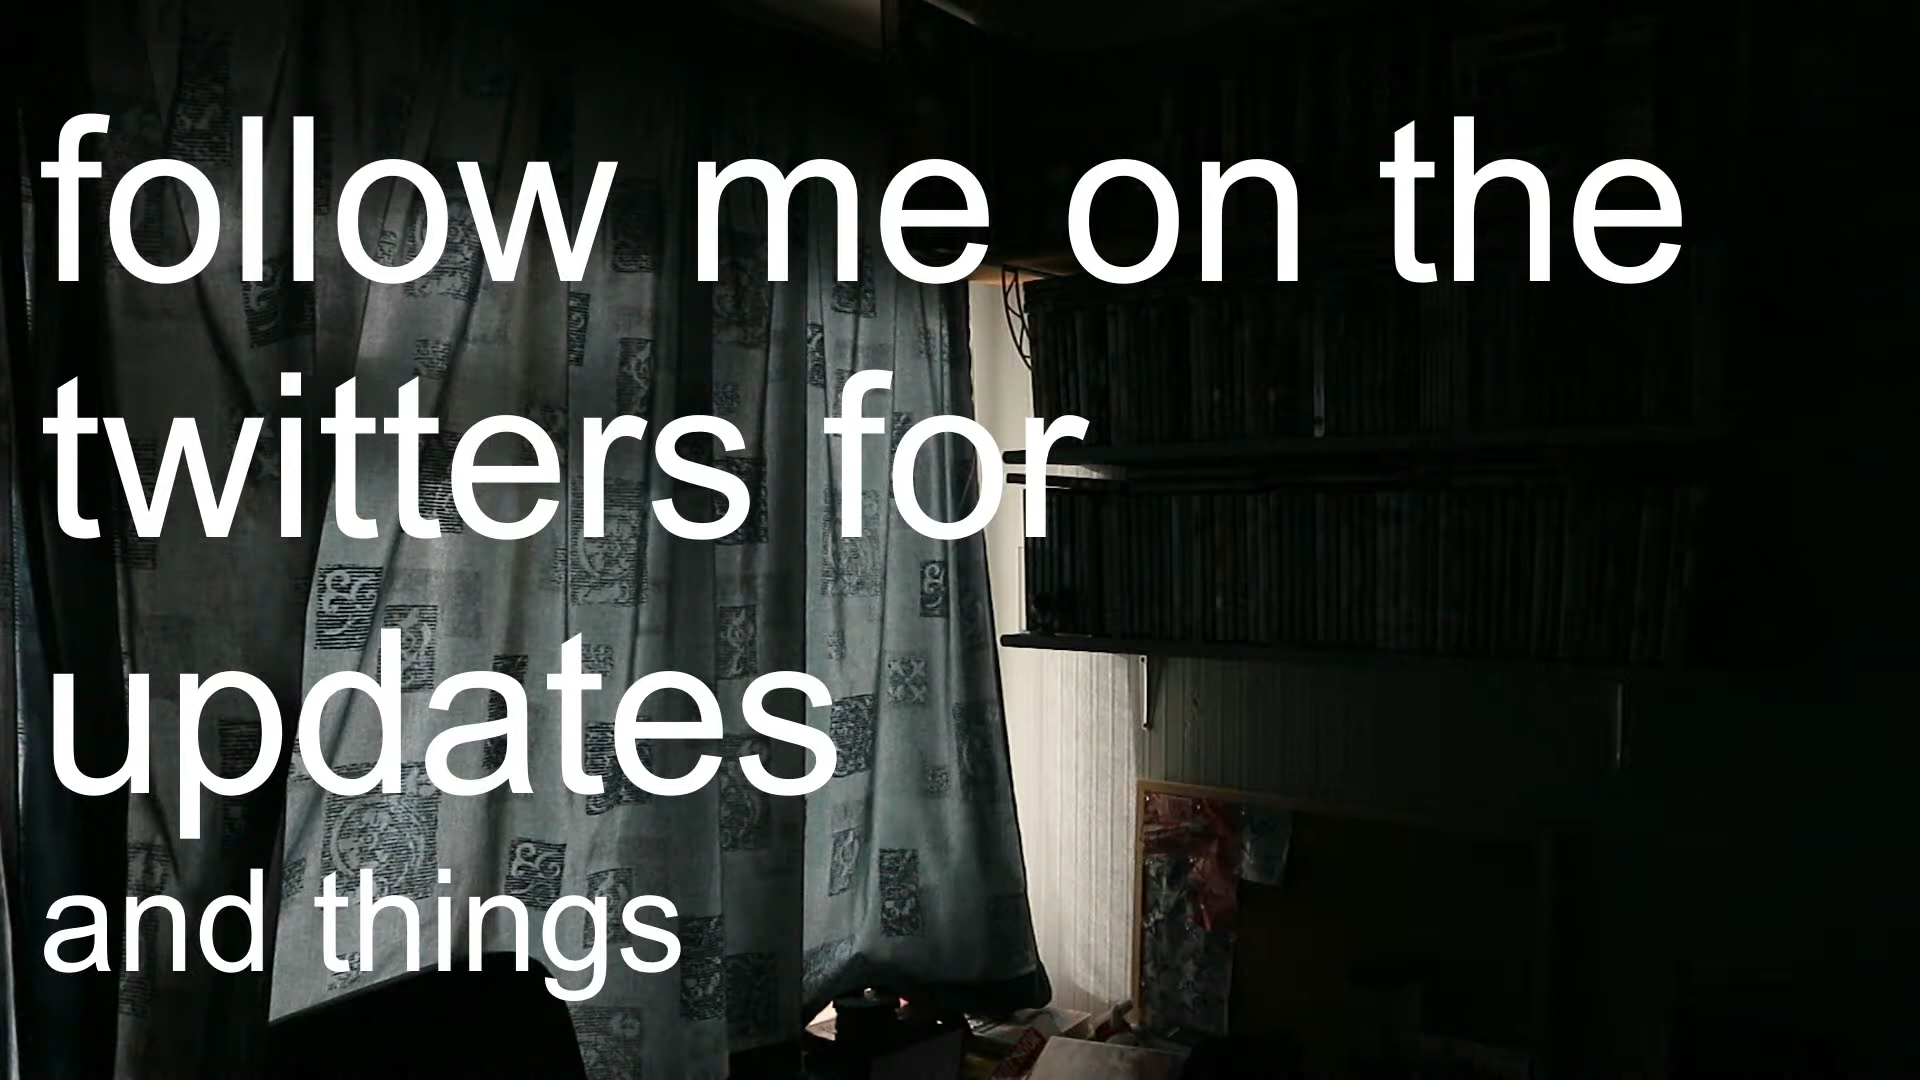 follow me on the
twitters for
updates
and things